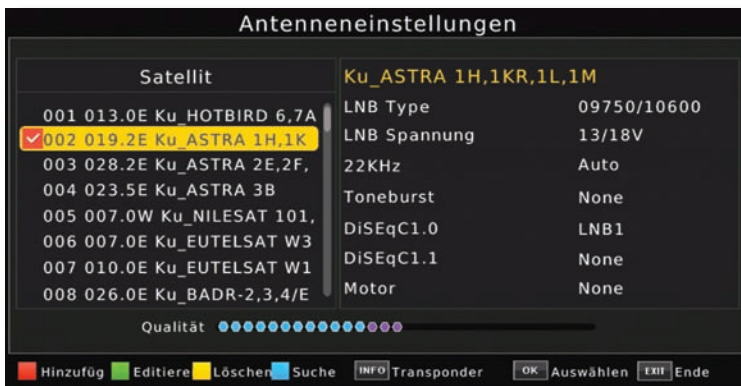 Antenneneinstellungen
Satellit
001 013.0E Ku_HOTBIRD 6,7A
002 019.2E Ku_ASTRA 1H,1K
003 028.2E Ku_ASTRA 2E,2F,
004 023.5E Ku_ASTRA 3B
005 007.0W Ku_NILESAT 101,
006 007.0E Ku_EUTELSAT W3
007 010.0E Ku_EUTELSAT W1
008 026.0E Ku_BADR-2,3,4/E
Ku_ASTRA 1H,1KR,1L,1M
LNB Type 09750/10600
LNB Spannung 13/18V
22KHz Auto
Toneburst None
DiSEqC1.0 LNB1
DiSEqC1.1 None
Motor None
Qualität
Hinzufüg Editiere Löschen Suche INFO Transponder OK Auswählen EXIT Ende